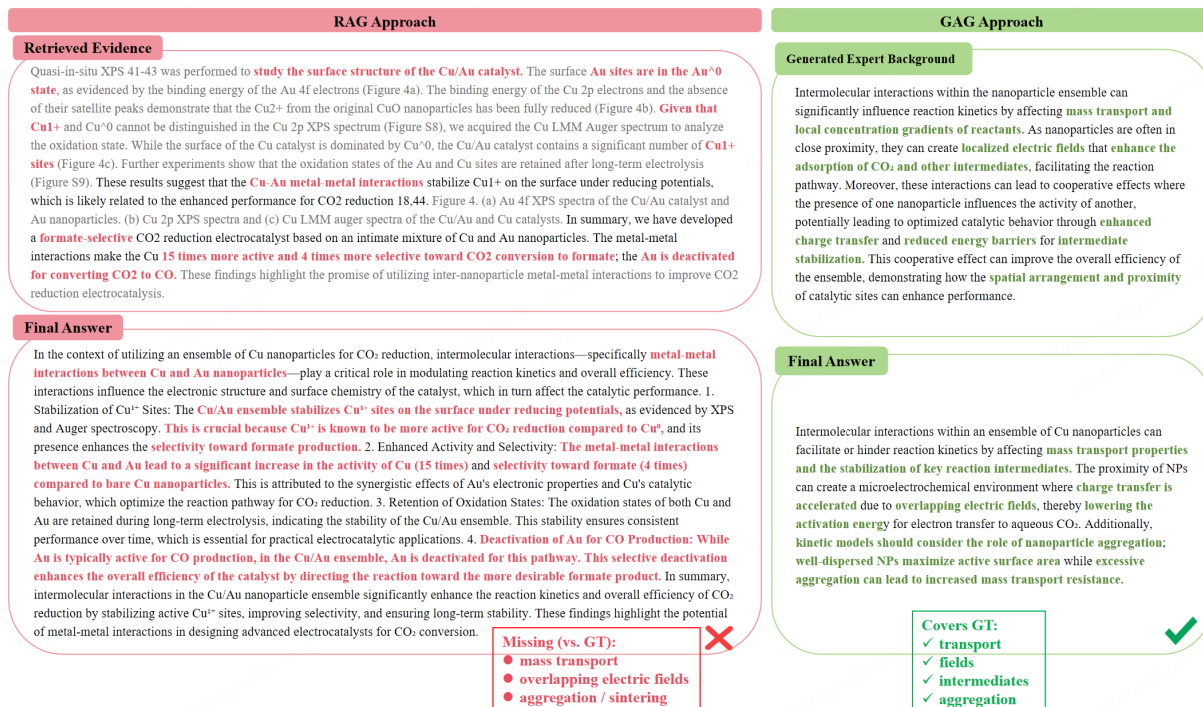 RAG Approach
Retrieved Evidence
Quasi-in-situ XPS 41-43 was performed to study the surface structure of the Cu/Au catalyst. The surface Au sites are in the Au^0
state, as evidenced by the binding energy of the Au 4f electrons (Figure 4a). The binding energy of the Cu 2p electrons and the absence
of their satellite peaks demonstrate that the Cu2+ from the original CuO nanoparticles has been fully reduced (Figure 4b). Given that
Cu1+ and Cu^0 cannot be distinguished in the Cu 2p XPS spectrum (Figure S8), we acquired the Cu LMM Auger spectrum to analyze
the oxidation state. While the surface of the Cu catalyst is dominated by Cu^0, the Cu/Au catalyst contains a significant number of Cu1+
sites (Figure 4c). Further experiments show that the oxidation states of the Au and Cu sites are retained after long-term electrolysis
(Figure S9). These results suggest that the Cu-Au metal-metal interactions stabilize Cu1+ on the surface under reducing potentials,
which is likely related to the enhanced performance for CO2 reduction 18,44. Figure 4. (a) Au 4f XPS spectra of the Cu/Au catalyst and
Au nanoparticles. (b) Cu 2p XPS spectra and (c) Cu LMM auger spectra of the Cu/Au and Cu catalysts. In summary, we have developed
a formate-selective CO2 reduction electrocatalyst based on an intimate mixture of Cu and Au nanoparticles. The metal-metal
interactions make the Cu 15 times more active and 4 times more selective toward CO2 conversion to formate; the Au is deactivated
for converting CO2 to CO. These findings highlight the promise of utilizing inter-nanoparticle metal-metal interactions to improve CO2
reduction electrocatalysis.
Final Answer
In the context of utilizing an ensemble of Cu nanoparticles for CO₂ reduction, intermolecular interactions—specifically metal-metal
interactions between Cu and Au nanoparticles—play a critical role in modulating reaction kinetics and overall efficiency. These
interactions influence the electronic structure and surface chemistry of the catalyst, which in turn affect the catalytic performance. 1.
Stabilization of Cu¹⁺ Sites: The Cu/Au ensemble stabilizes Cu¹⁺ sites on the surface under reducing potentials, as evidenced by XPS
and Auger spectroscopy. This is crucial because Cu¹⁺ is known to be more active for CO₂ reduction compared to Cu⁰, and its
presence enhances the selectivity toward formate production. 2. Enhanced Activity and Selectivity: The metal-metal interactions
between Cu and Au lead to a significant increase in the activity of Cu (15 times) and selectivity toward formate (4 times)
compared to bare Cu nanoparticles. This is attributed to the synergistic effects of Au's electronic properties and Cu's catalytic
behavior, which optimize the reaction pathway for CO₂ reduction. 3. Retention of Oxidation States: The oxidation states of both Cu and
Au are retained during long-term electrolysis, indicating the stability of the Cu/Au ensemble. This stability ensures consistent
performance over time, which is essential for practical electrocatalytic applications. 4. Deactivation of Au for CO Production: While
Au is typically active for CO production, in the Cu/Au ensemble, Au is deactivated for this pathway. This selective deactivation
enhances the overall efficiency of the catalyst by directing the reaction toward the more desirable formate product. In summary,
intermolecular interactions in the Cu/Au nanoparticle ensemble significantly enhance the reaction kinetics and overall efficiency of CO₂
reduction by stabilizing active Cu¹⁺ sites, improving selectivity, and ensuring long-term stability. These findings highlight the potential
of metal-metal interactions in designing advanced electrocatalysts for CO₂ conversion.
Missing (vs. GT):
● mass transport
● overlapping electric fields
● aggregation / sintering
GAG Approach
Generated Expert Background
Intermolecular interactions within the nanoparticle ensemble can
significantly influence reaction kinetics by affecting mass transport and
local concentration gradients of reactants. As nanoparticles are often in
close proximity, they can create localized electric fields that enhance the
adsorption of CO₂ and other intermediates, facilitating the reaction
pathway. Moreover, these interactions can lead to cooperative effects where
the presence of one nanoparticle influences the activity of another,
potentially leading to optimized catalytic behavior through enhanced
charge transfer and reduced energy barriers for intermediate
stabilization. This cooperative effect can improve the overall efficiency of
the ensemble, demonstrating how the spatial arrangement and proximity
of catalytic sites can enhance performance.
Final Answer
Intermolecular interactions within an ensemble of Cu nanoparticles can
facilitate or hinder reaction kinetics by affecting mass transport properties
and the stabilization of key reaction intermediates. The proximity of NPs
can create a microelectrochemical environment where charge transfer is
accelerated due to overlapping electric fields, thereby lowering the
activation energy for electron transfer to aqueous CO₂. Additionally,
kinetic models should consider the role of nanoparticle aggregation;
well-dispersed NPs maximize active surface area while excessive
aggregation can lead to increased mass transport resistance.
Covers GT:
✓ transport
✓ fields
✓ intermediates
✓ aggregation